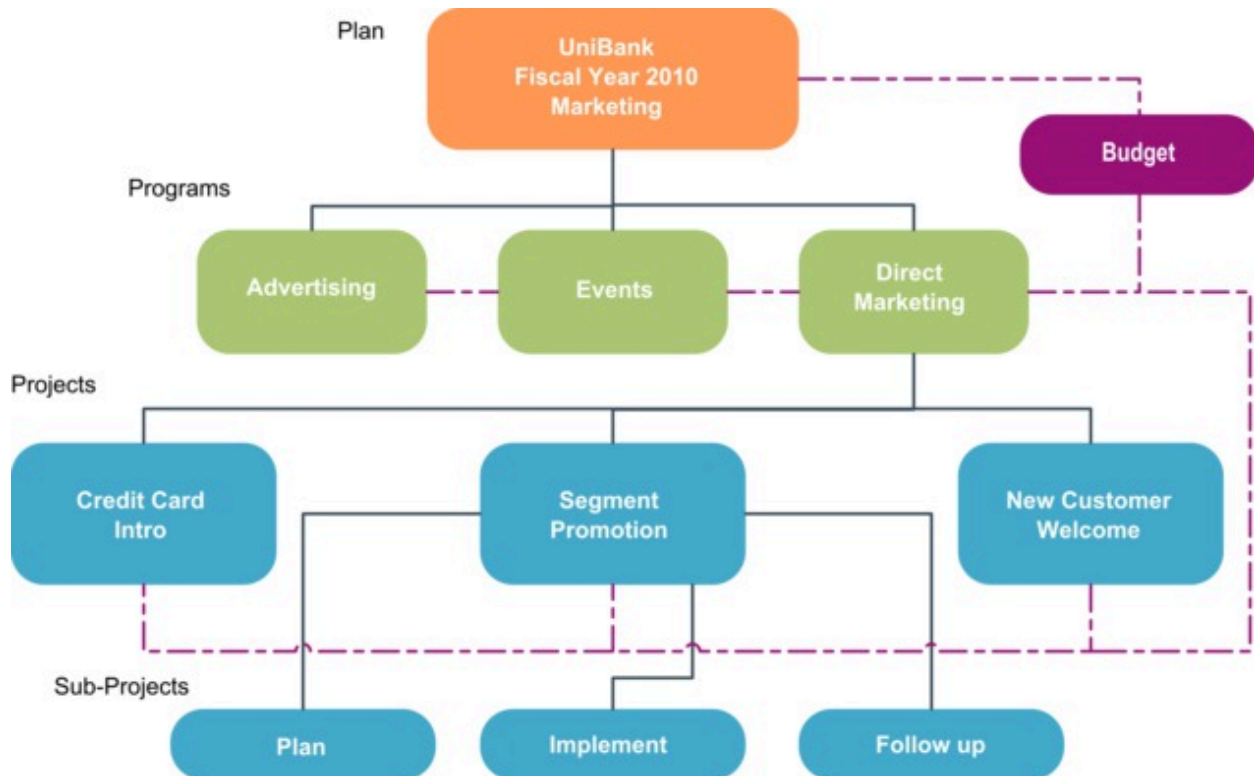 Plan
UniBank
Fiscal Year 2010
Marketing
Budget
Programs
Advertising
Events
Direct
Marketing
Projects
Credit Card
Intro
Segment
Promotion
New Customer
Welcome
Sub-Projects
Plan
Implement
Follow up